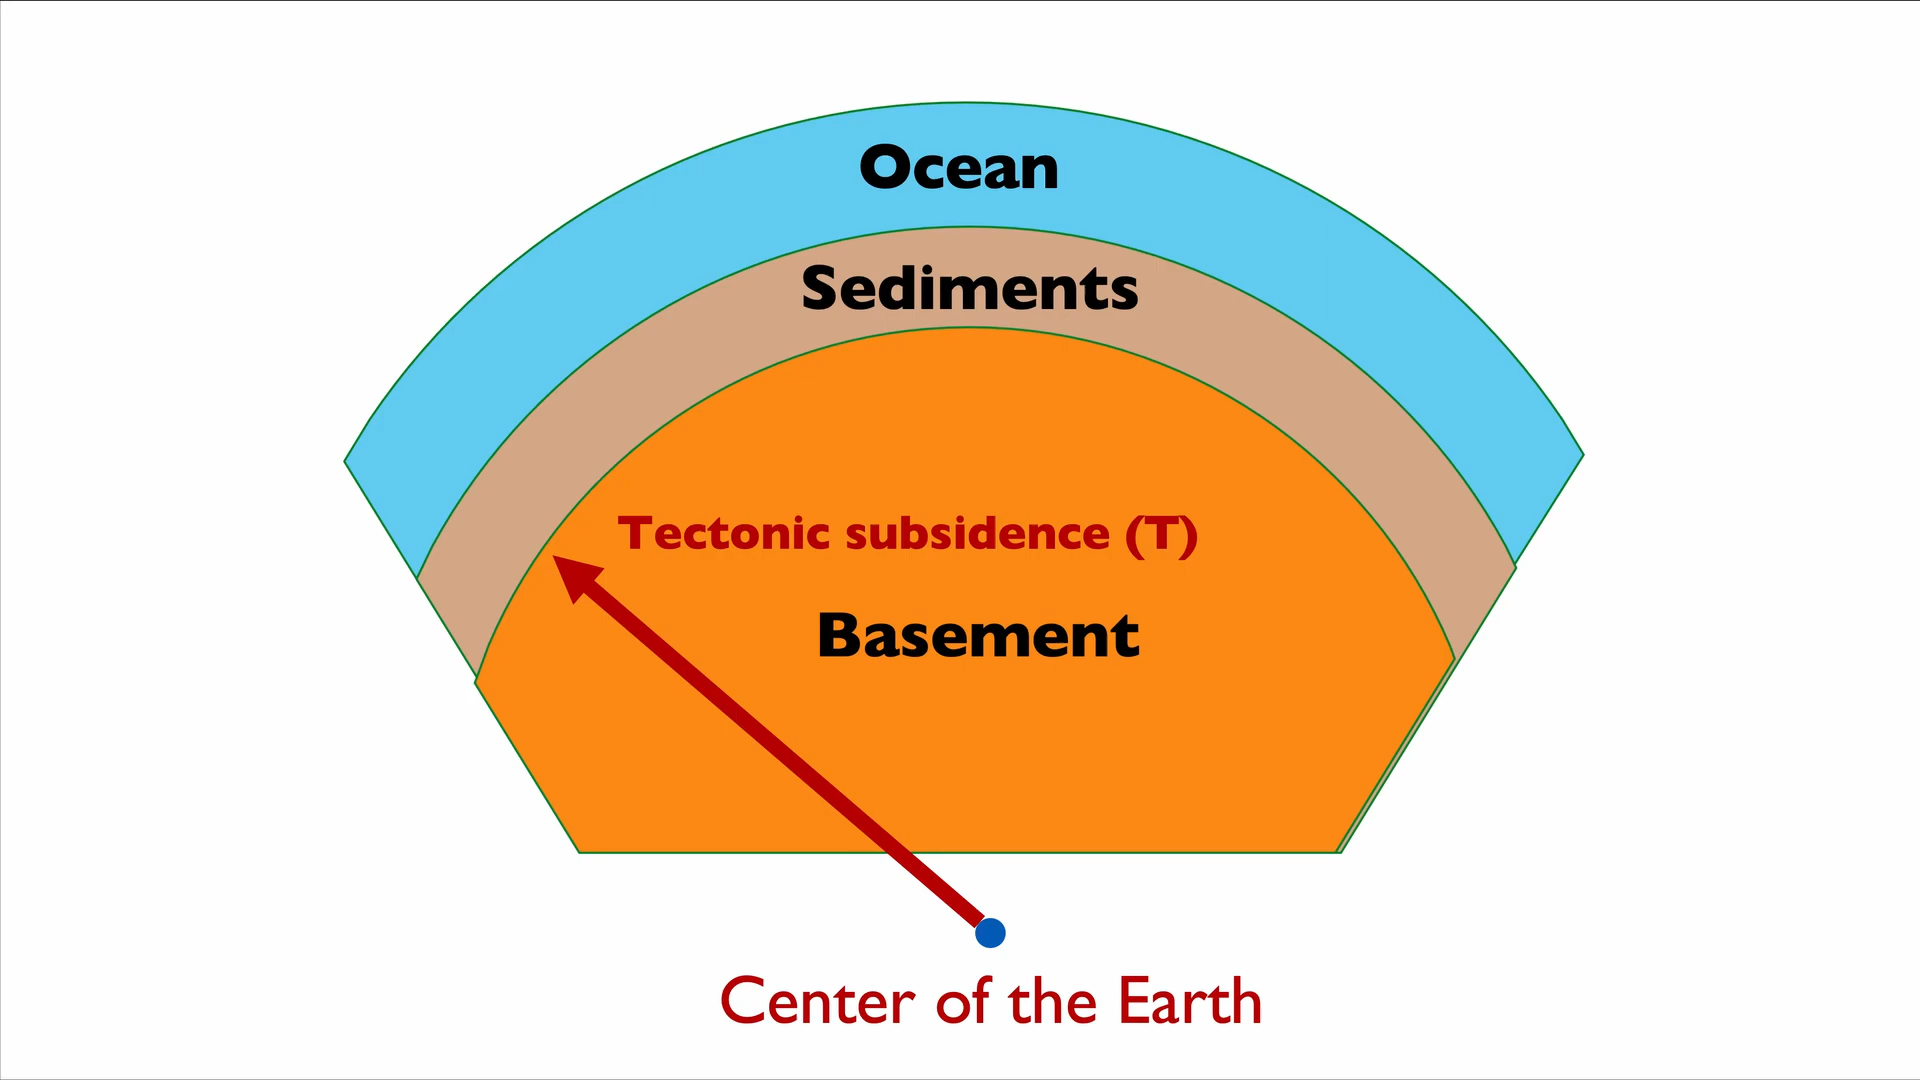 Ocean
Sediments
Tectonic subsidence (T)
Basement
Center of the Earth